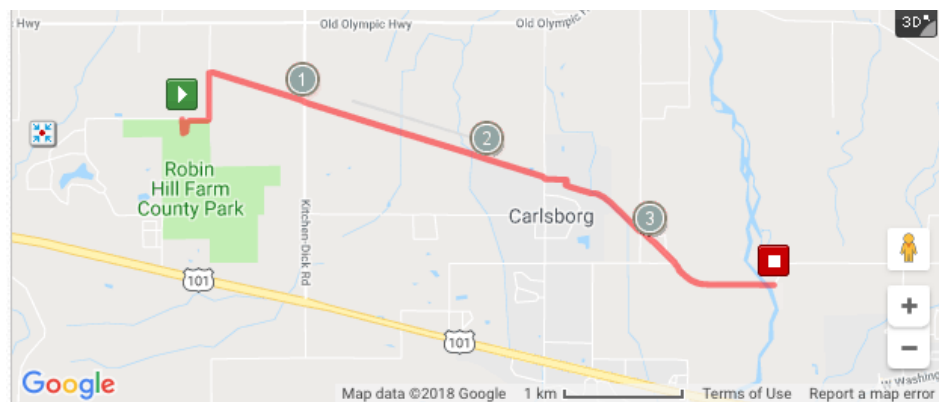 Hwy
Old Olympic Hwy
Old Olympic
3D
1
2
Robin
Hill Farm
County Park
Kitchen-Dick Rd
Carlsborg
3
101
101
+
−
Google
Map data ©2018 Google
1 km
Terms of Use
Report a map error
W Washing